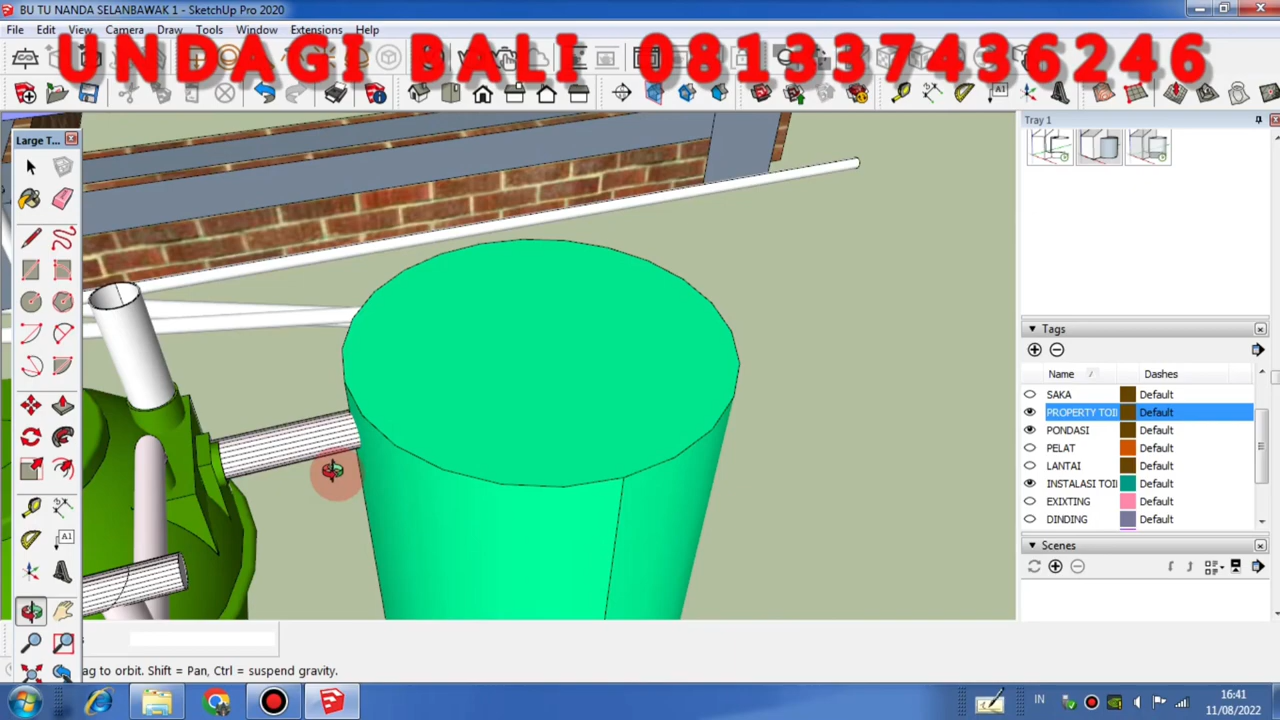 BU TU NANDA SELANBAWAK 1 - SketchUp Pro 2020
File Edit View Camera Draw Tools Window Extensions Help
UNDAGI BALI 081337436246
Large T...
Tray 1
Tags
Name Dashes
SAKA Default
PROPERTY TOI Default
PONDASI Default
PELAT Default
LANTAI Default
INSTALASI TOI Default
EXIXTING Default
DINDING Default
Scenes
A1
ag to orbit. Shift = Pan, Ctrl = suspend gravity.
IN
16:41
11/08/2022